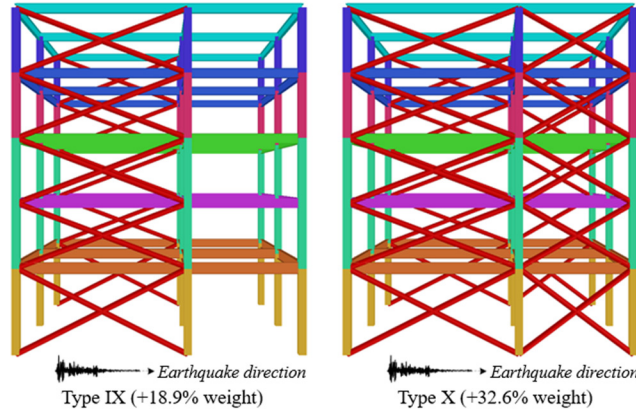 Earthquake direction
Type IX (+18.9% weight)
Earthquake direction
Type X (+32.6% weight)